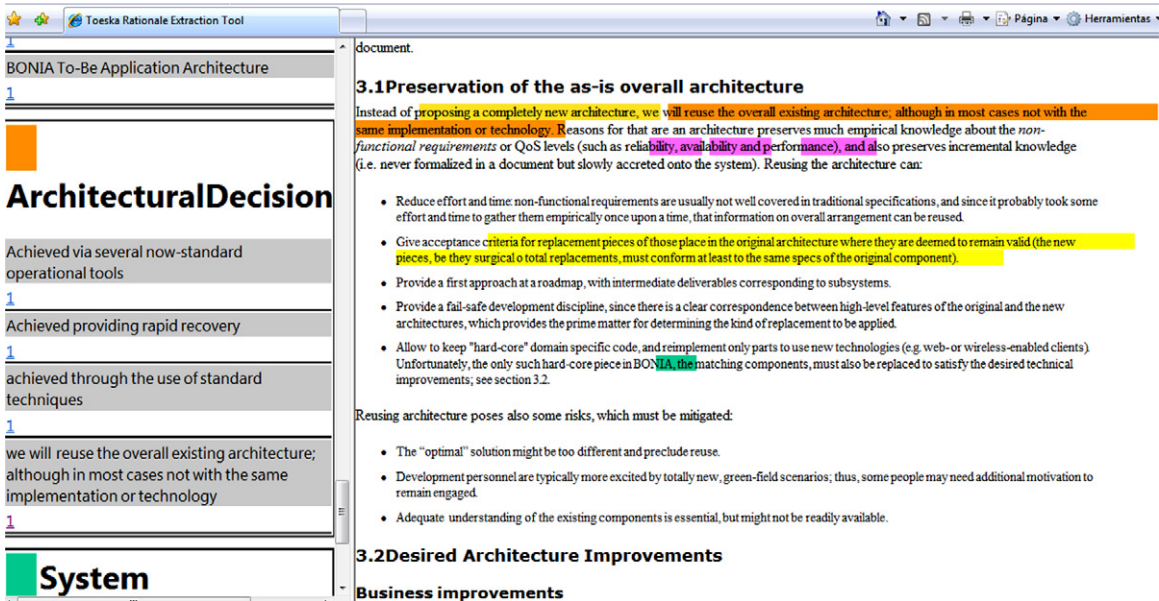 Toeska Rationale Extraction Tool
Página
Herramientas
1
BONIA To-Be Application Architecture
1
ArchitecturalDecision
Achieved via several now-standard
operational tools
1
Achieved providing rapid recovery
1
achieved through the use of standard
techniques
1
we will reuse the overall existing architecture;
although in most cases not with the same
implementation or technology
1
System
document.
3.1Preservation of the as-is overall architecture
Instead of proposing a completely new architecture, we will reuse the overall existing architecture; although in most cases not with the
same implementation or technology. Reasons for that are an architecture preserves much empirical knowledge about the non-
functional requirements or QoS levels (such as reliability, availability and performance), and also preserves incremental knowledge
(i.e. never formalized in a document but slowly accreted onto the system). Reusing the architecture can:
• Reduce effort and time: non-functional requirements are usually not well covered in traditional specifications, and since it probably took some
effort and time to gather them empirically once upon a time, that information on overall arrangement can be reused.
• Give acceptance criteria for replacement pieces of those place in the original architecture where they are deemed to remain valid (the new
pieces, be they surgical o total replacements, must conform at least to the same specs of the original component).
• Provide a first approach at a roadmap, with intermediate deliverables corresponding to subsystems.
• Provide a fail-safe development discipline, since there is a clear correspondence between high-level features of the original and the new
architectures, which provides the prime matter for determining the kind of replacement to be applied.
• Allow to keep "hard-core" domain specific code, and reimplement only parts to use new technologies (e.g. web- or wireless-enabled clients).
Unfortunately, the only such hard-core piece in BONIA, the matching components, must also be replaced to satisfy the desired technical
improvements; see section 3.2.
Reusing architecture poses also some risks, which must be mitigated:
• The “optimal” solution might be too different and preclude reuse.
• Development personnel are typically more excited by totally new, green-field scenarios; thus, some people may need additional motivation to
remain engaged.
• Adequate understanding of the existing components is essential, but might not be readily available.
3.2Desired Architecture Improvements
Business improvements